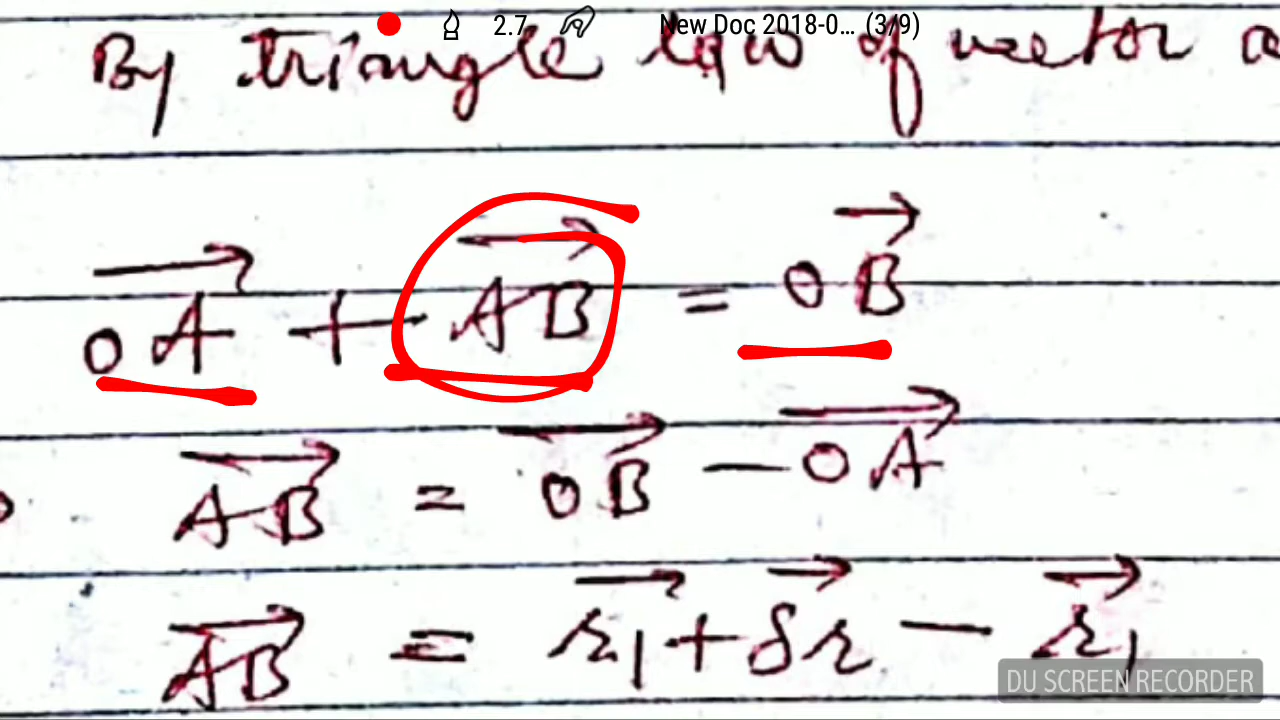 2.7 New Doc 2018-0... (3/9)
By triangle law of vector a
→OA + →AB = →OB
→AB = →OB − →OA
→AB = →r₁ + →δr − →r₁
DU SCREEN RECORDER